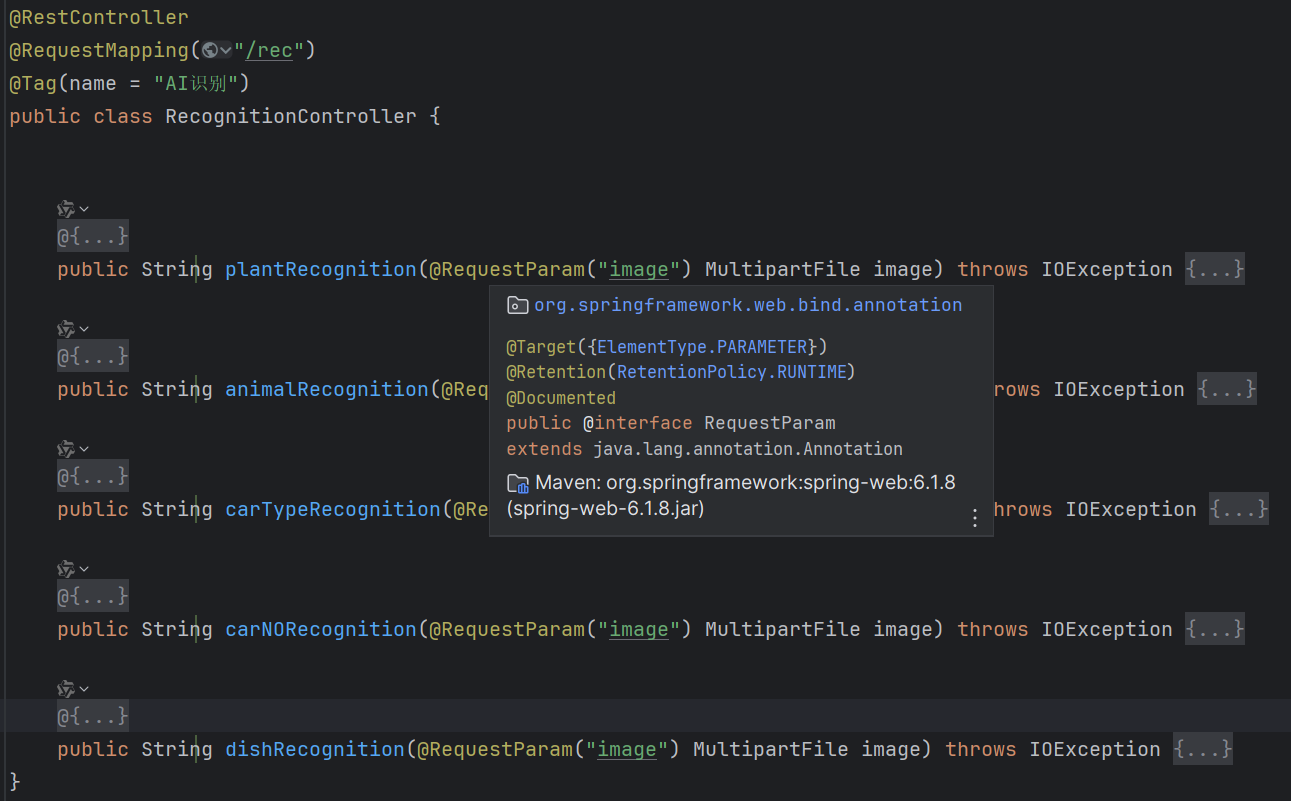 @RestController
@RequestMapping("/rec")
@Tag(name = "AI识别")
public class RecognitionController {
@{...}
public String plantRecognition(@RequestParam("image") MultipartFile image) throws IOException {...}
org.springframework.web.bind.annotation
@Target({ElementType.PARAMETER})
@Retention(RetentionPolicy.RUNTIME)
@Documented
public @interface RequestParam
extends java.lang.annotation.Annotation
Maven: org.springframework:spring-web:6.1.8
(spring-web-6.1.8.jar)
@{...}
public String animalRecognition(@Req rows IOException {...}
@{...}
public String carTypeRecognition(@Re hrows IOException {...}
@{...}
public String carNORecognition(@RequestParam("image") MultipartFile image) throws IOException {...}
@{...}
public String dishRecognition(@RequestParam("image") MultipartFile image) throws IOException {...}
}